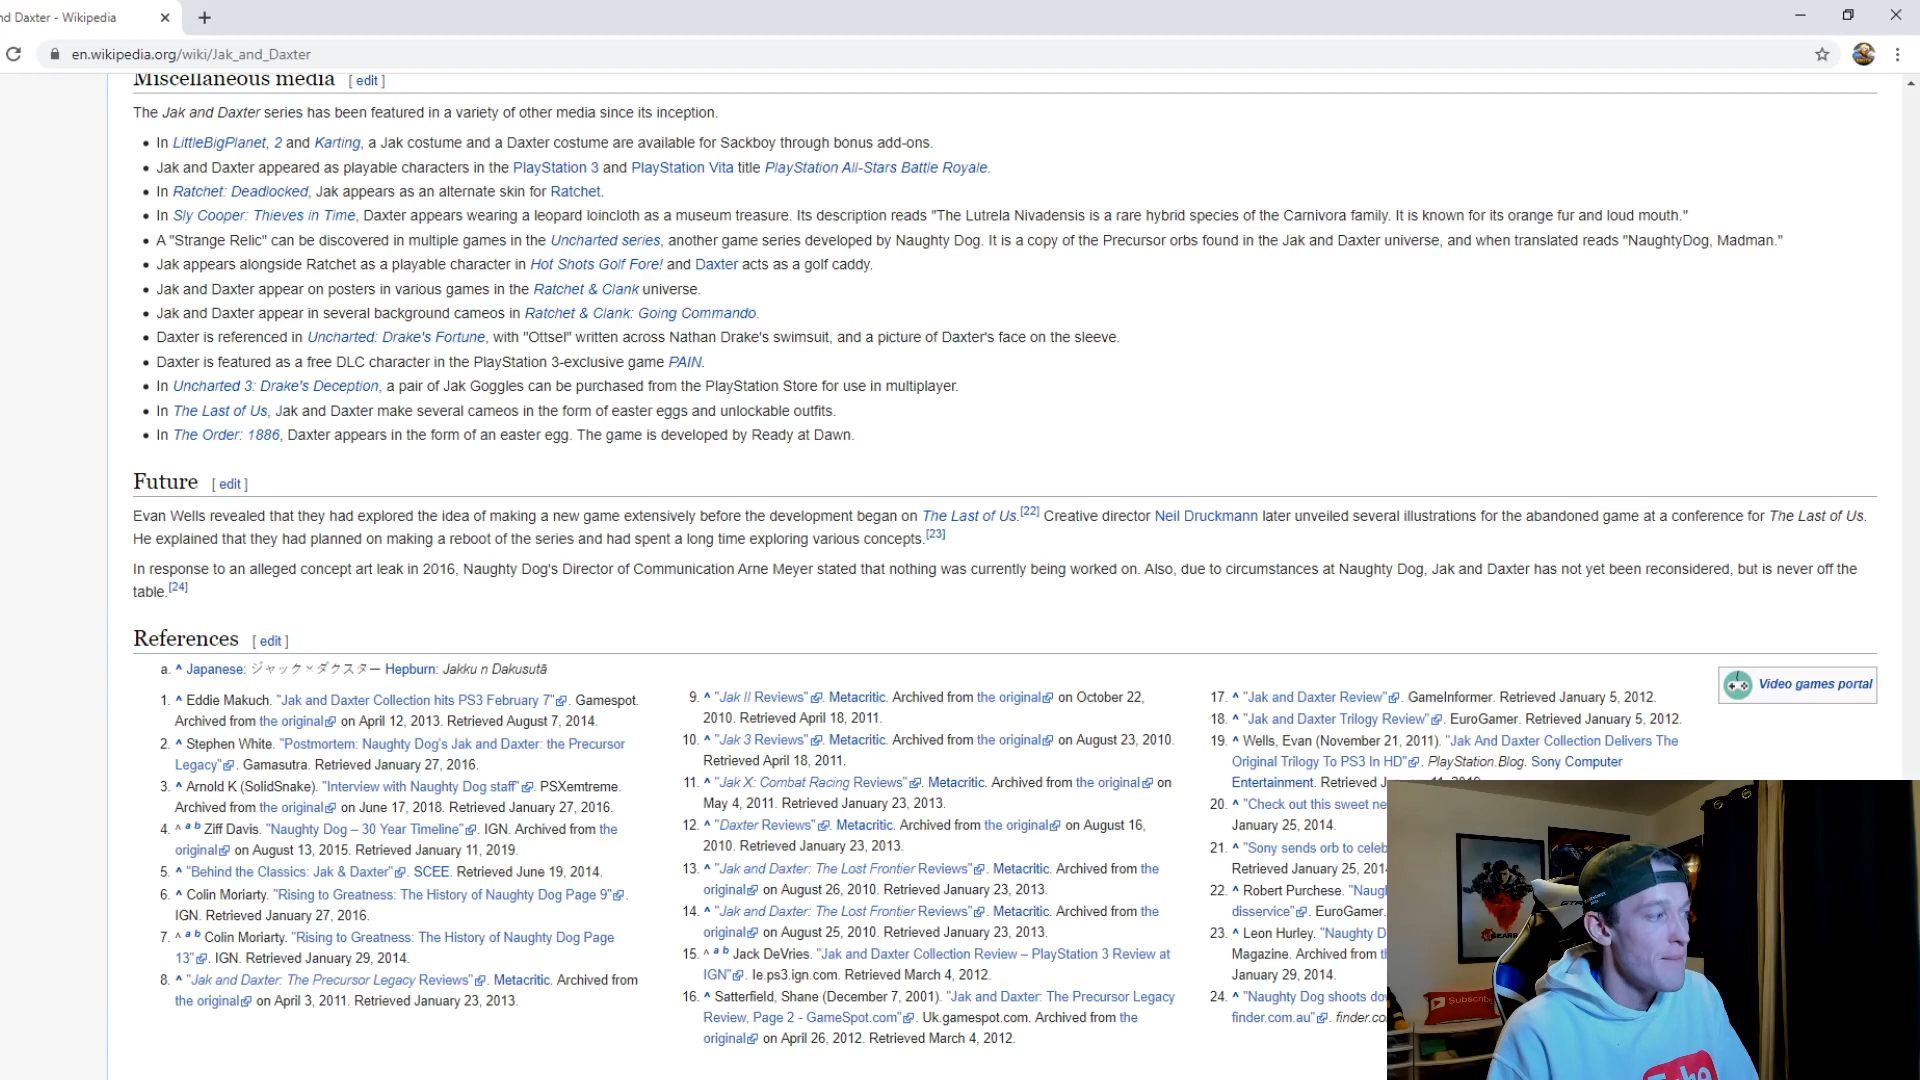 nd Daxter - Wikipedia
en.wikipedia.org/wiki/Jak_and_Daxter
Miscellaneous media [ edit ]
The Jak and Daxter series has been featured in a variety of other media since its inception.
• In LittleBigPlanet, 2 and Karting, a Jak costume and a Daxter costume are available for Sackboy through bonus add-ons.
• Jak and Daxter appeared as playable characters in the PlayStation 3 and PlayStation Vita title PlayStation All-Stars Battle Royale.
• In Ratchet: Deadlocked, Jak appears as an alternate skin for Ratchet.
• In Sly Cooper: Thieves in Time, Daxter appears wearing a leopard loincloth as a museum treasure. Its description reads "The Lutrela Nivadensis is a rare hybrid species of the Carnivora family. It is known for its orange fur and loud mouth."
• A "Strange Relic" can be discovered in multiple games in the Uncharted series, another game series developed by Naughty Dog. It is a copy of the Precursor orbs found in the Jak and Daxter universe, and when translated reads "NaughtyDog, Madman."
• Jak appears alongside Ratchet as a playable character in Hot Shots Golf Fore! and Daxter acts as a golf caddy.
• Jak and Daxter appear on posters in various games in the Ratchet & Clank universe.
• Jak and Daxter appear in several background cameos in Ratchet & Clank: Going Commando.
• Daxter is referenced in Uncharted: Drake's Fortune, with "Ottsel" written across Nathan Drake's swimsuit, and a picture of Daxter's face on the sleeve.
• Daxter is featured as a free DLC character in the PlayStation 3-exclusive game PAIN.
• In Uncharted 3: Drake's Deception, a pair of Jak Goggles can be purchased from the PlayStation Store for use in multiplayer.
• In The Last of Us, Jak and Daxter make several cameos in the form of easter eggs and unlockable outfits.
• In The Order: 1886, Daxter appears in the form of an easter egg. The game is developed by Ready at Dawn.
Future [ edit ]
Evan Wells revealed that they had explored the idea of making a new game extensively before the development began on The Last of Us.[22] Creative director Neil Druckmann later unveiled several illustrations for the abandoned game at a conference for The Last of Us.
He explained that they had planned on making a reboot of the series and had spent a long time exploring various concepts.[23]
In response to an alleged concept art leak in 2016, Naughty Dog's Director of Communication Arne Meyer stated that nothing was currently being worked on. Also, due to circumstances at Naughty Dog, Jak and Daxter has not yet been reconsidered, but is never off the
table.[24]
References [ edit ]
a. ^ Japanese: ジャック×ダクスター Hepburn: Jakku n Dakusutā
1. ^ Eddie Makuch. "Jak and Daxter Collection hits PS3 February 7". Gamespot.
Archived from the original on April 12, 2013. Retrieved August 7, 2014.
2. ^ Stephen White. "Postmortem: Naughty Dog's Jak and Daxter: the Precursor
Legacy". Gamasutra. Retrieved January 27, 2016.
3. ^ Arnold K (SolidSnake). "Interview with Naughty Dog staff". PSXemtreme.
Archived from the original on June 17, 2018. Retrieved January 27, 2016.
4. ^ a b Ziff Davis. "Naughty Dog – 30 Year Timeline". IGN. Archived from the
original on August 13, 2015. Retrieved January 11, 2019.
5. ^ "Behind the Classics: Jak & Daxter". SCEE. Retrieved June 19, 2014.
6. ^ Colin Moriarty. "Rising to Greatness: The History of Naughty Dog Page 9".
IGN. Retrieved January 27, 2016.
7. ^ a b Colin Moriarty. "Rising to Greatness: The History of Naughty Dog Page
13". IGN. Retrieved January 29, 2014.
8. ^ "Jak and Daxter: The Precursor Legacy Reviews". Metacritic. Archived from
the original on April 3, 2011. Retrieved January 23, 2013.
9. ^ "Jak II Reviews". Metacritic. Archived from the original on October 22,
2010. Retrieved April 18, 2011.
10. ^ "Jak 3 Reviews". Metacritic. Archived from the original on August 23, 2010.
Retrieved April 18, 2011.
11. ^ "Jak X: Combat Racing Reviews". Metacritic. Archived from the original on
May 4, 2011. Retrieved January 23, 2013.
12. ^ "Daxter Reviews". Metacritic. Archived from the original on August 16,
2010. Retrieved January 23, 2013.
13. ^ "Jak and Daxter: The Lost Frontier Reviews". Metacritic. Archived from the
original on August 26, 2010. Retrieved January 23, 2013.
14. ^ "Jak and Daxter: The Lost Frontier Reviews". Metacritic. Archived from the
original on August 25, 2010. Retrieved January 23, 2013.
15. ^ a b Jack DeVries. "Jak and Daxter Collection Review – PlayStation 3 Review at
IGN". Ie.ps3.ign.com. Retrieved March 4, 2012.
16. ^ Satterfield, Shane (December 7, 2001). "Jak and Daxter: The Precursor Legacy
Review, Page 2 - GameSpot.com". Uk.gamespot.com. Archived from the
original on April 26, 2012. Retrieved March 4, 2012.
17. ^ "Jak and Daxter Review". GameInformer. Retrieved January 5, 2012.
18. ^ "Jak and Daxter Trilogy Review". EuroGamer. Retrieved January 5, 2012.
19. ^ Wells, Evan (November 21, 2011). "Jak And Daxter Collection Delivers The
Original Trilogy To PS3 In HD". PlayStation.Blog. Sony Computer
Entertainment. Retrieved J
20. ^ "Check out this sweet ne
January 25, 2014.
21. ^ "Sony sends orb to celeb
Retrieved January 25, 201
22. ^ Robert Purchese. "Naug
disservice". EuroGamer.
23. ^ Leon Hurley. "Naughty D
Magazine. Archived from t
January 29, 2014.
24. ^ "Naughty Dog shoots do
finder.com.au". finder.co
Video games portal
GEARS
Subscribe